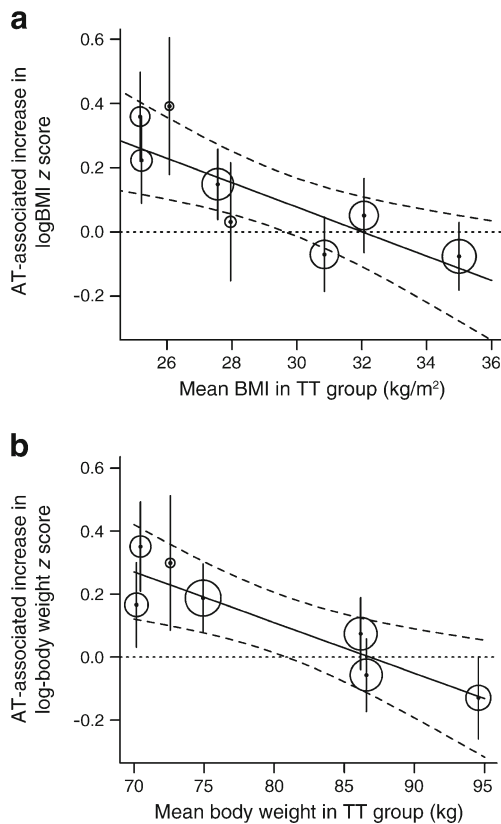 a
AT-associated increase in
logBMI z score
0.6
0.4
0.2
0.0
-0.2
26 28 30 32 34 36
Mean BMI in TT group (kg/m²)
b
AT-associated increase in
log-body weight z score
0.6
0.4
0.2
0.0
-0.2
70 75 80 85 90 95
Mean body weight in TT group (kg)